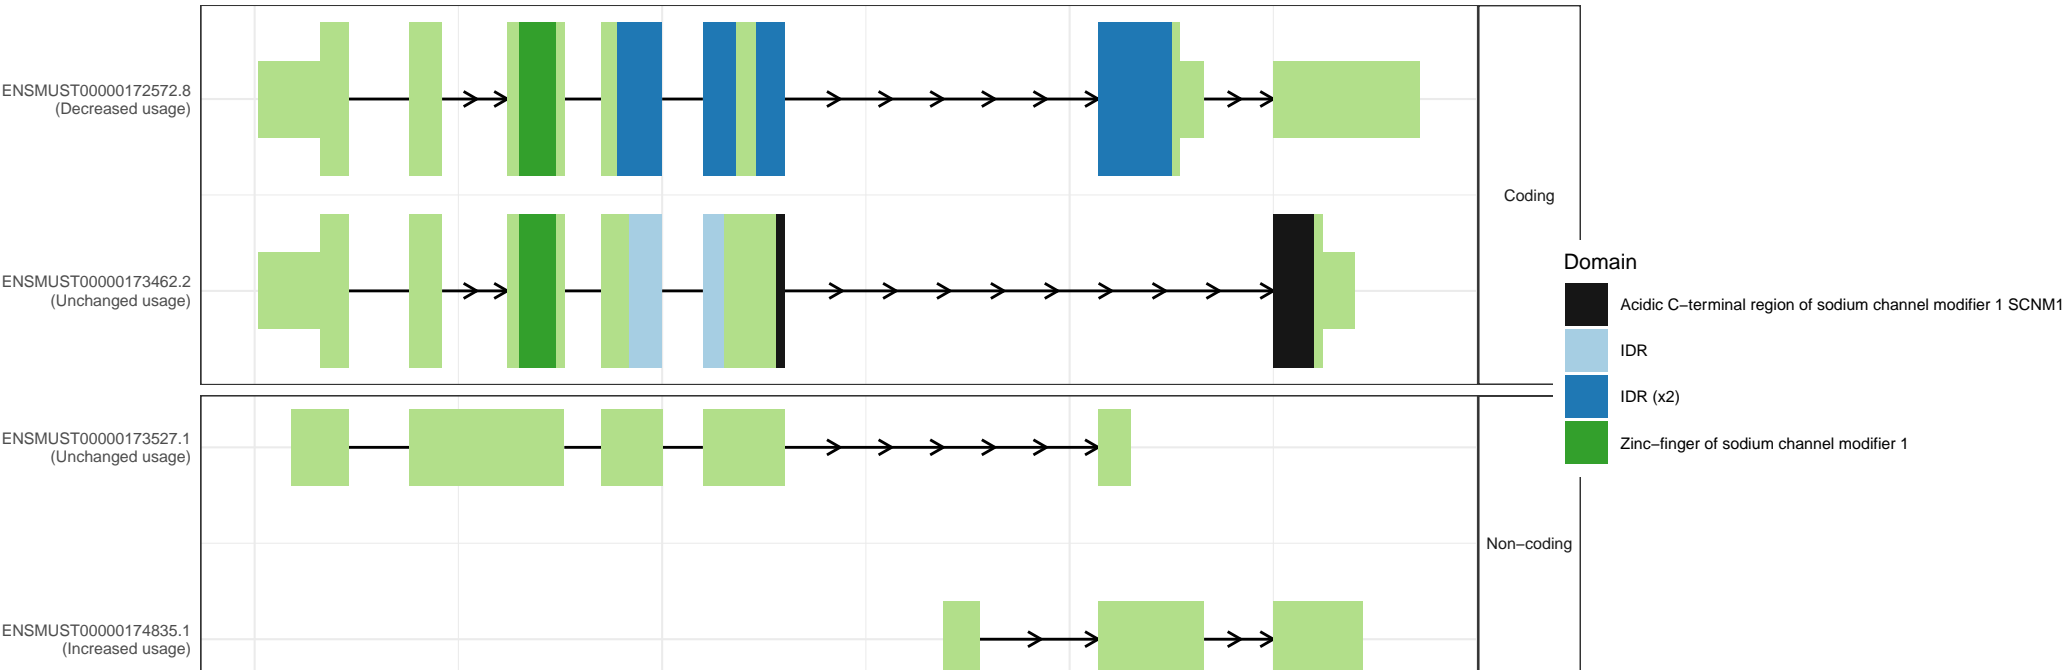 ENSMUST00000172572.8
(Decreased usage)
ENSMUST00000173462.2
(Unchanged usage)
Coding
Domain
Acidic C−terminal region of sodium channel modifier 1 SCNM1
IDR
IDR (x2)
Zinc−finger of sodium channel modifier 1
ENSMUST00000173527.1
(Unchanged usage)
Non−coding
ENSMUST00000174835.1
(Increased usage)